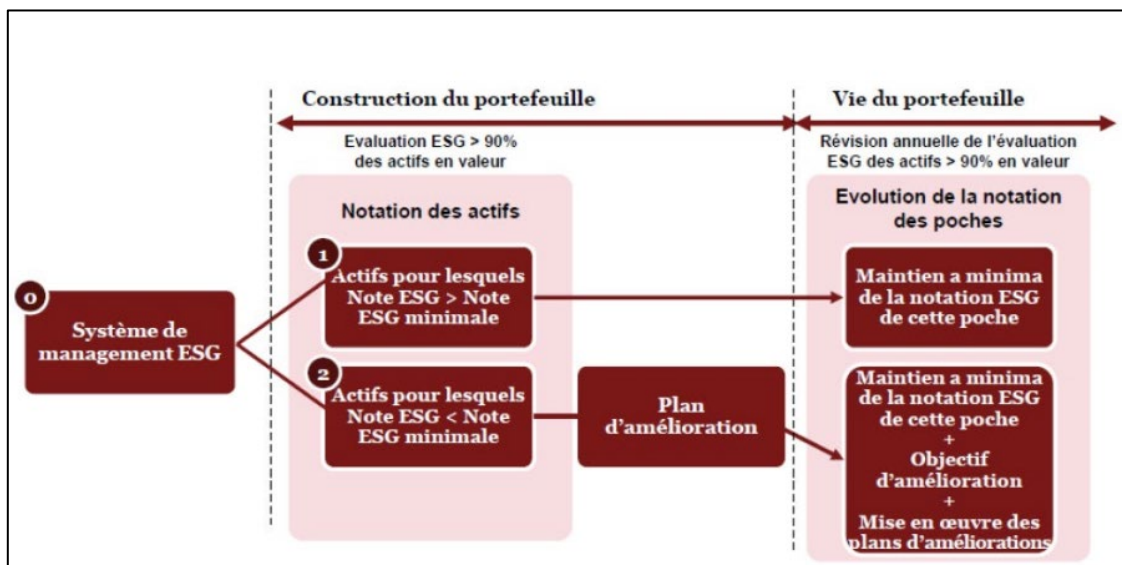 Construction du portefeuille
Vie du portefeuille
Evaluation ESG > 90%
des actifs en valeur
Révision annuelle de l'évaluation
ESG des actifs > 90% en valeur
Notation des actifs
Evolution de la notation
des poches
0
Système de
management ESG
1
Actifs pour lesquels
Note ESG > Note
ESG minimale
Maintien a minima
de la notation ESG
de cette poche
2
Actifs pour lesquels
Note ESG < Note
ESG minimale
Plan
d'amélioration
Maintien a minima
de la notation ESG
de cette poche
+
Objectif
d'amélioration
+
Mise en œuvre des
plans d'améliorations